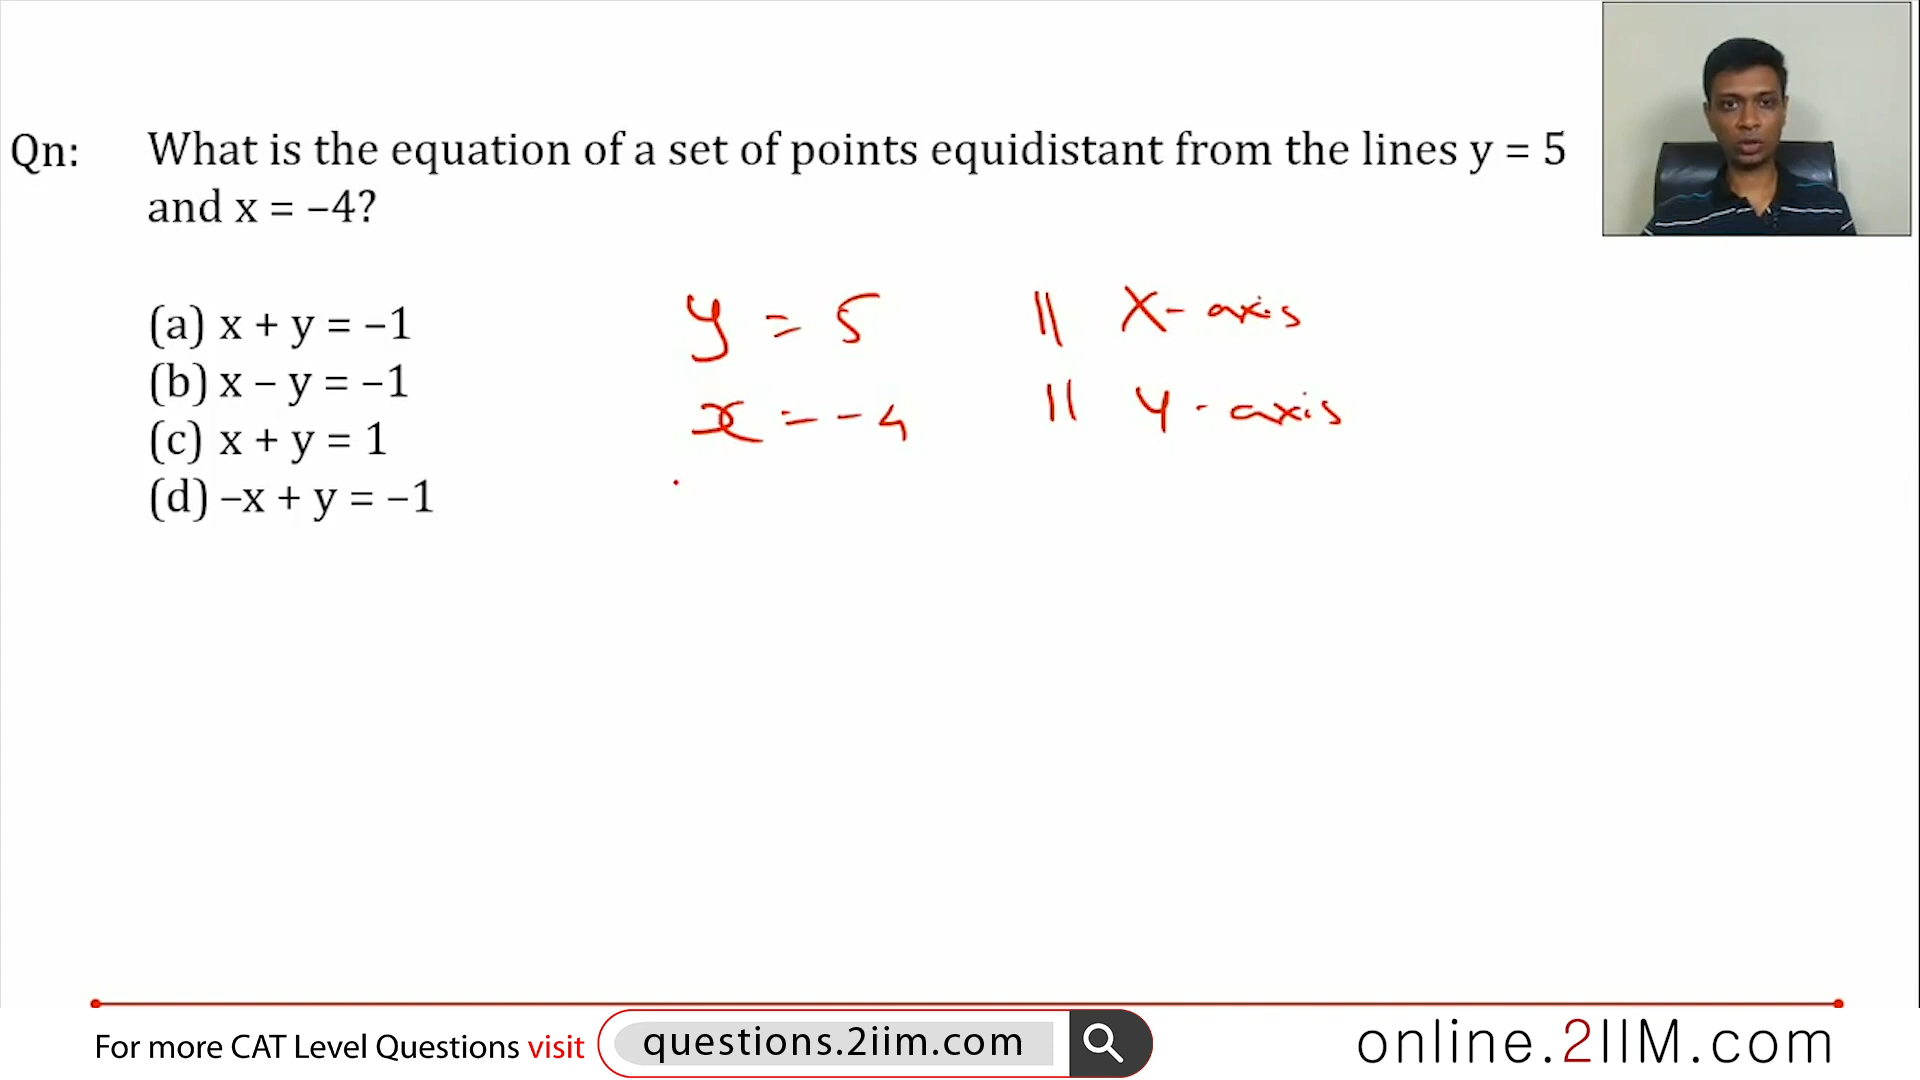 Qn: What is the equation of a set of points equidistant from the lines y = 5
and x = –4?
(a) x + y = –1
(b) x – y = –1
(c) x + y = 1
(d) –x + y = –1
y = 5 || X- axis
x = - 4 || Y - axis
For more CAT Level Questions visit questions.2iim.com
online.2IIM.com